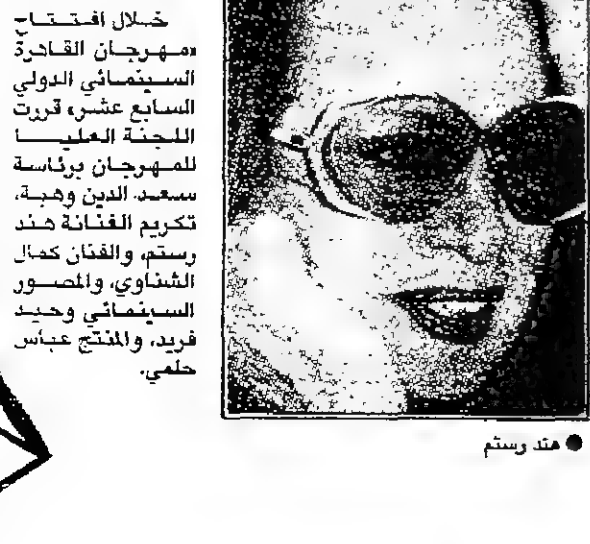 خلال افتتاح
«مهرجان القاهرة
السينمائي الدولي
السابع عشر» قررت
اللجنة العليا
للمهرجان برئاسة
سعد الدين وهبة،
تكريم الفنانة هند
رستم، والفنان كمال
الشناوي، والمصور
السينمائي وحيد
فريد، والمنتج عباس
حلمي.
● هند رستم